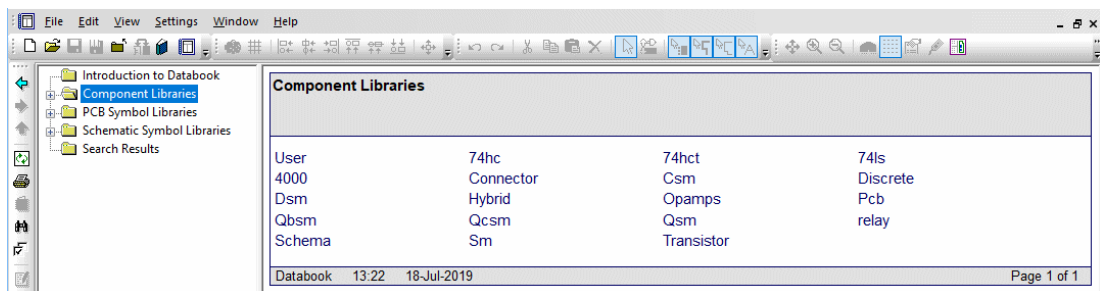 File Edit View Settings Window Help
Introduction to Databook
Component Libraries
PCB Symbol Libraries
Schematic Symbol Libraries
Search Results
Component Libraries
User 74hc 74hct 74ls
4000 Connector Csm Discrete
Dsm Hybrid Opamps Pcb
Qbsm Qcsm Qsm relay
Schema Sm Transistor
Databook 13:22 18-Jul-2019 Page 1 of 1